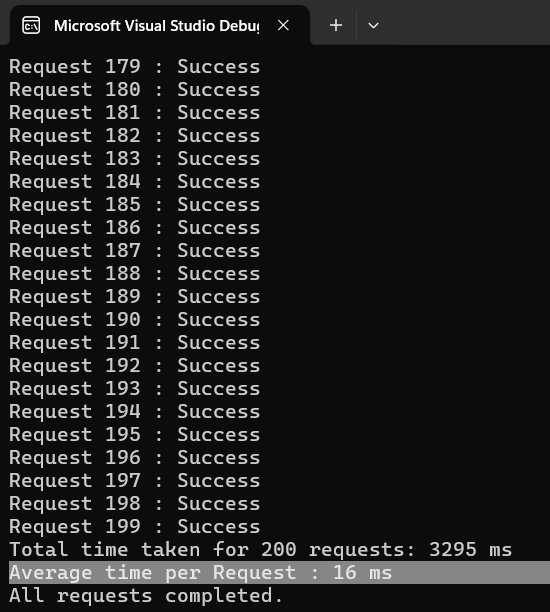 Microsoft Visual Studio Debu
Request 179 : Success
Request 180 : Success
Request 181 : Success
Request 182 : Success
Request 183 : Success
Request 184 : Success
Request 185 : Success
Request 186 : Success
Request 187 : Success
Request 188 : Success
Request 189 : Success
Request 190 : Success
Request 191 : Success
Request 192 : Success
Request 193 : Success
Request 194 : Success
Request 195 : Success
Request 196 : Success
Request 197 : Success
Request 198 : Success
Request 199 : Success
Total time taken for 200 requests: 3295 ms
Average time per Request : 16 ms
All requests completed.